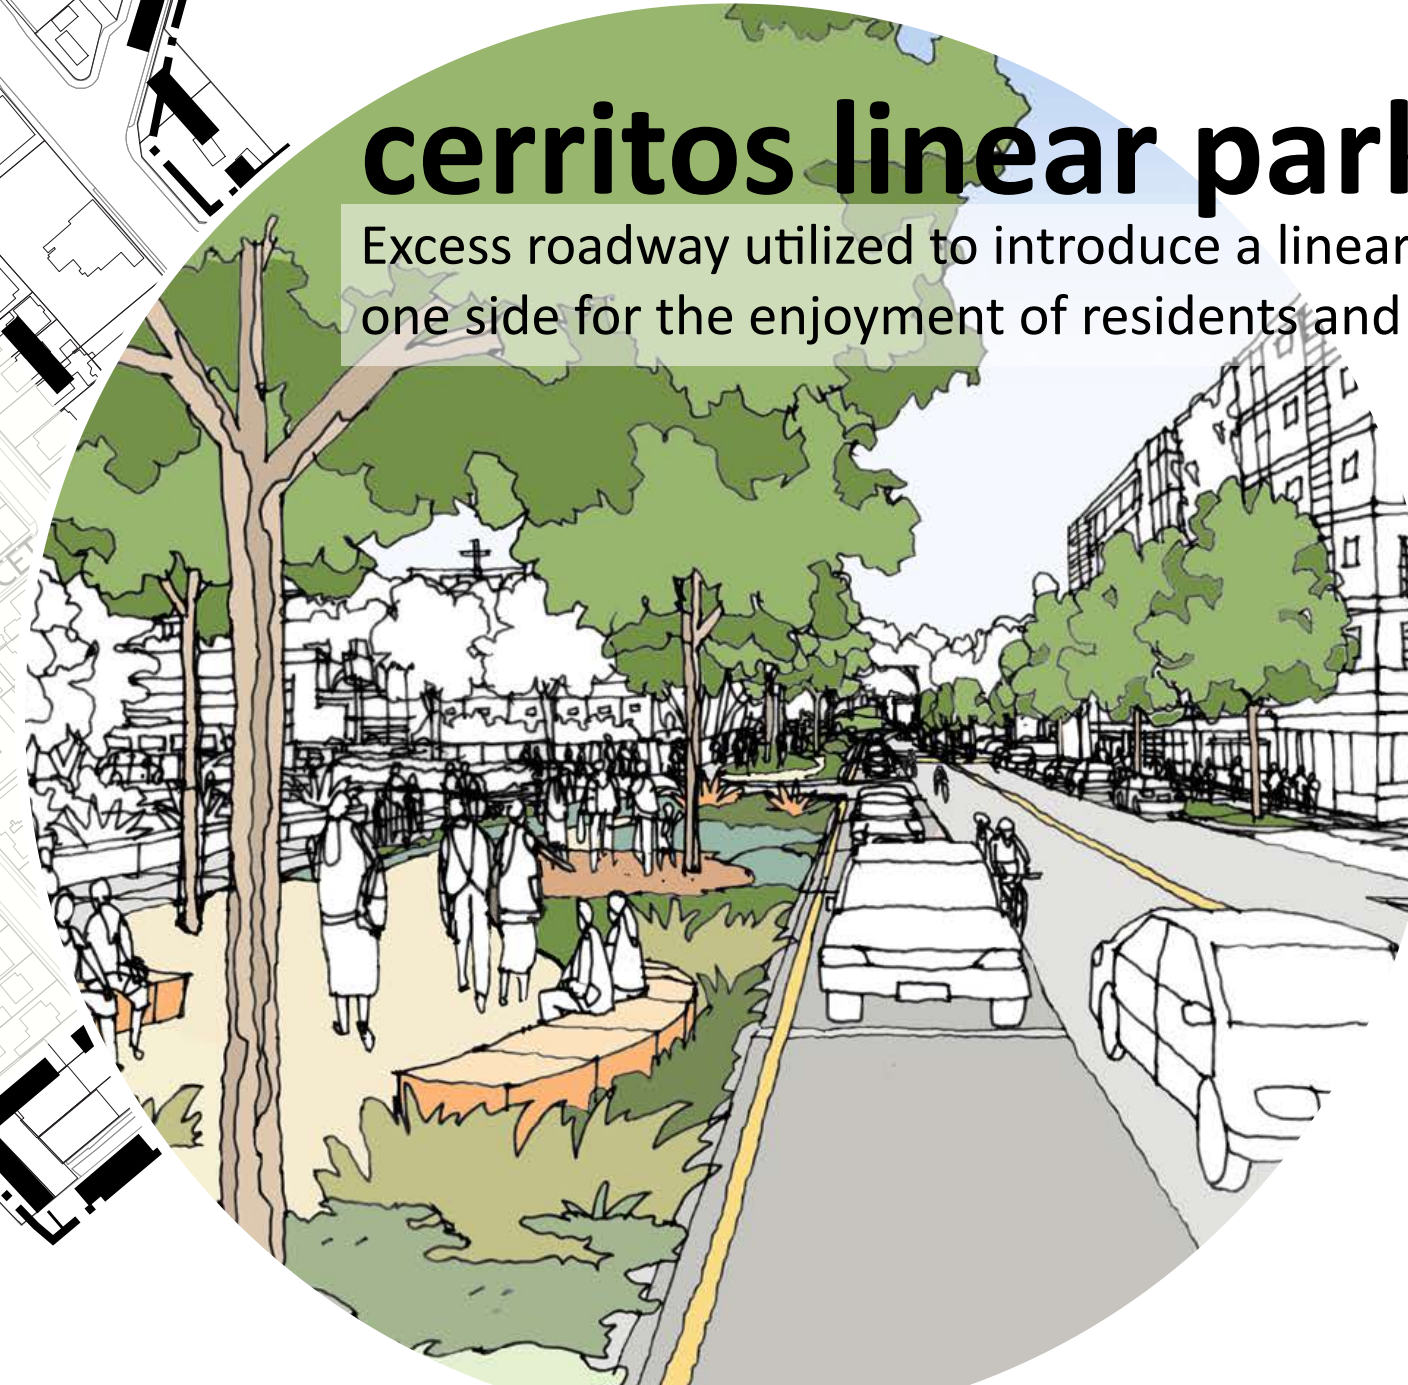 cerritos linear park
Excess roadway utilized to introduce a linear
one side for the enjoyment of residents and